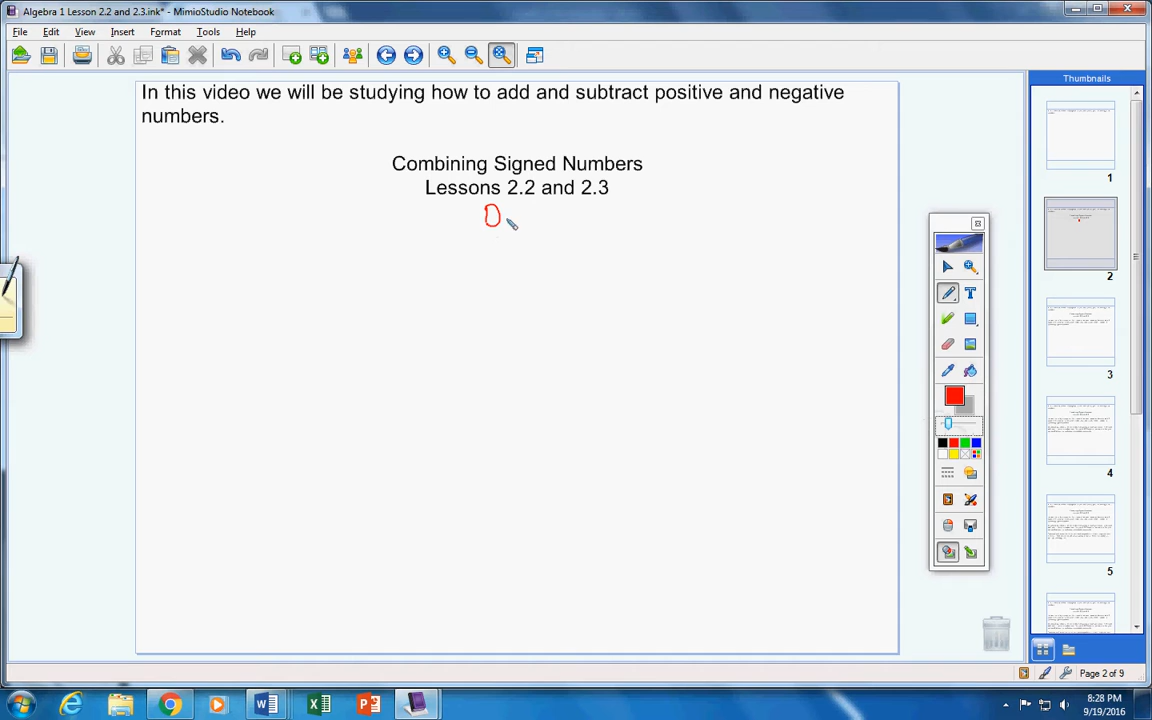 Algebra 1 Lesson 2.2 and 2.3.ink* - MimioStudio Notebook
File Edit View Insert Format Tools Help
In this video we will be studying how to add and subtract positive and negative
numbers.
Combining Signed Numbers
Lessons 2.2 and 2.3
Thumbnails
1
2
3
4
5
T
Page 2 of 9
8:28 PM
9/19/2016